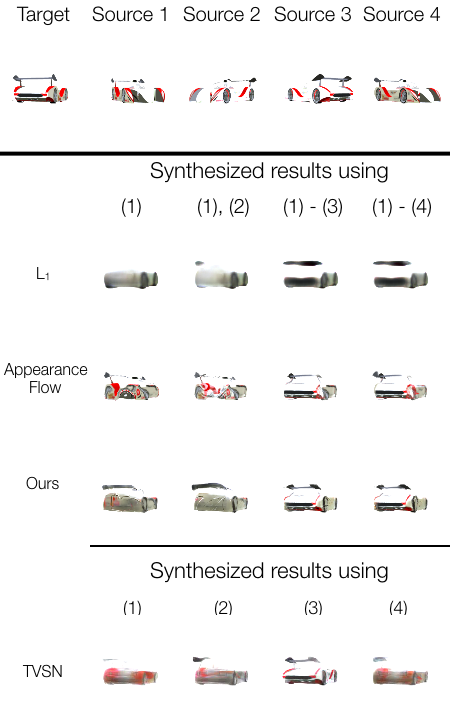 Target Source 1 Source 2 Source 3 Source 4
Synthesized results using
(1) (1), (2) (1) - (3) (1) - (4)
L₁
Appearance
Flow
Ours
Synthesized results using
(1) (2) (3) (4)
TVSN